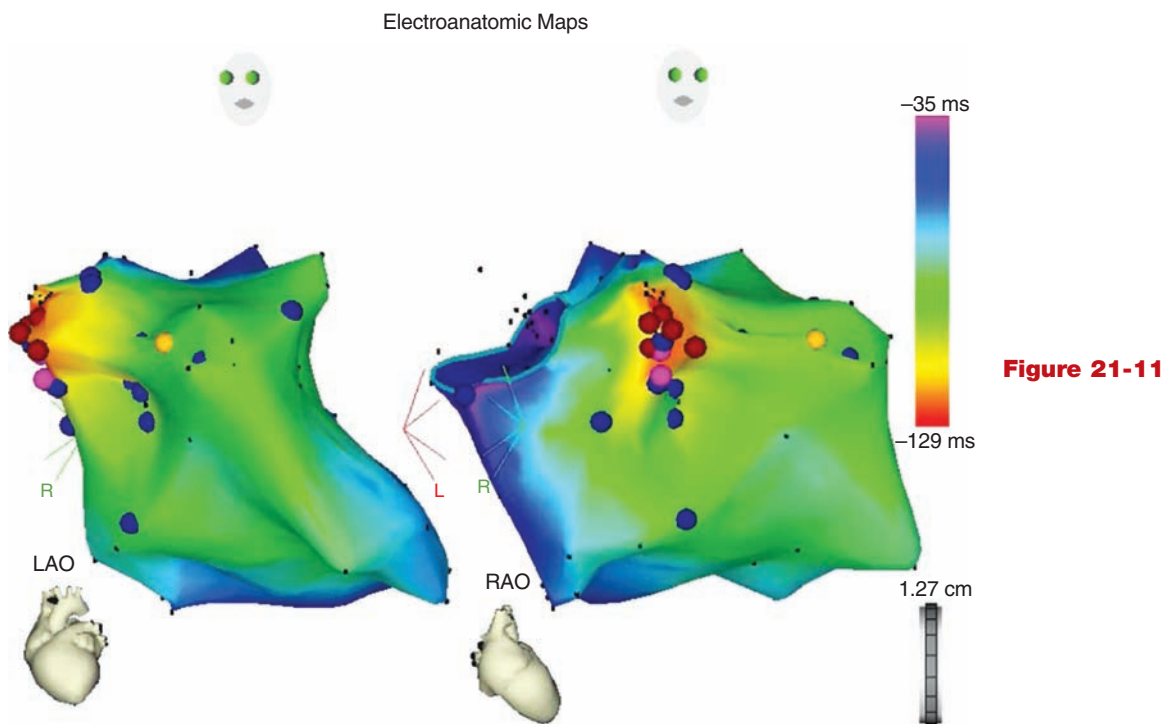 Electroanatomic Maps
–35 ms
Figure 21-11
–129 ms
R
L
R
LAO
RAO
1.27 cm